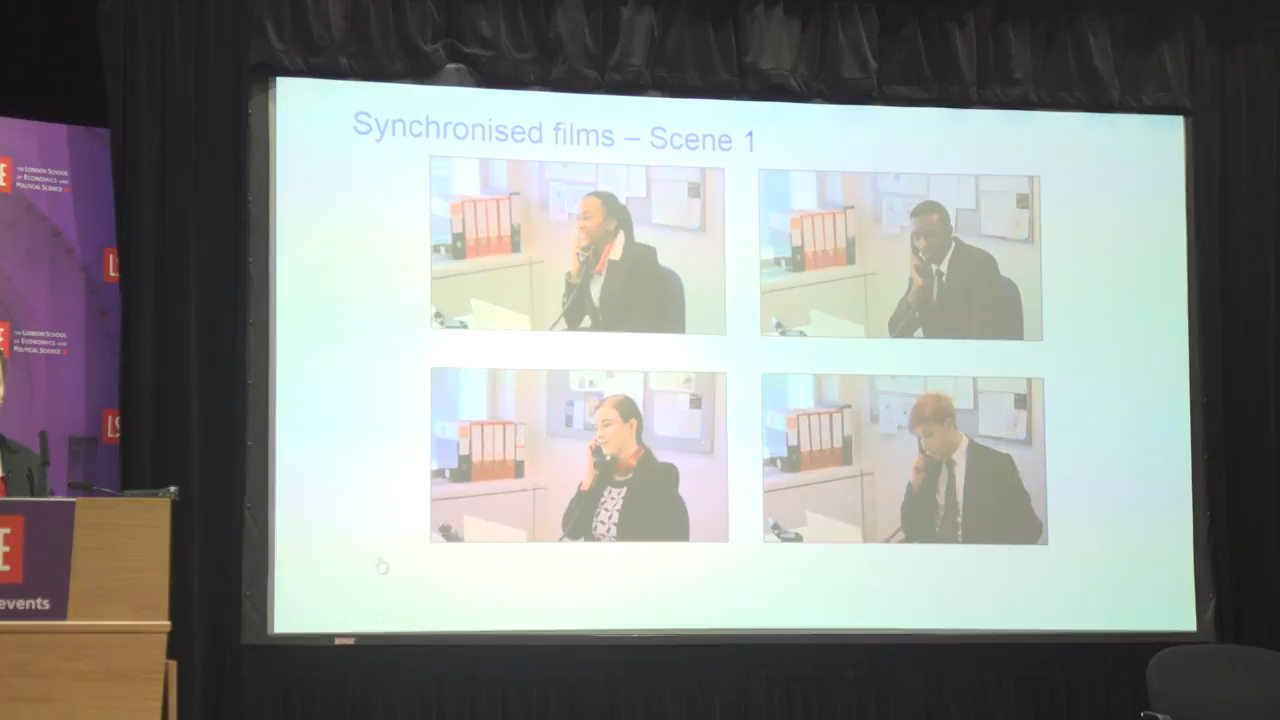 Synchronised films – Scene 1
THE LONDON SCHOOL
OF ECONOMICS AND
POLITICAL SCIENCE
THE LONDON SCHOOL
OF ECONOMICS AND
POLITICAL SCIENCE
events